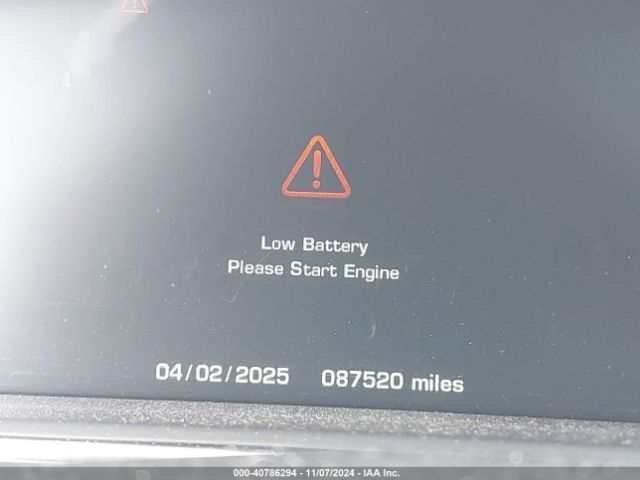 Low Battery
Please Start Engine
04/02/2025 087520 miles
000-40786294 - 11/07/2024 - IAA Inc.